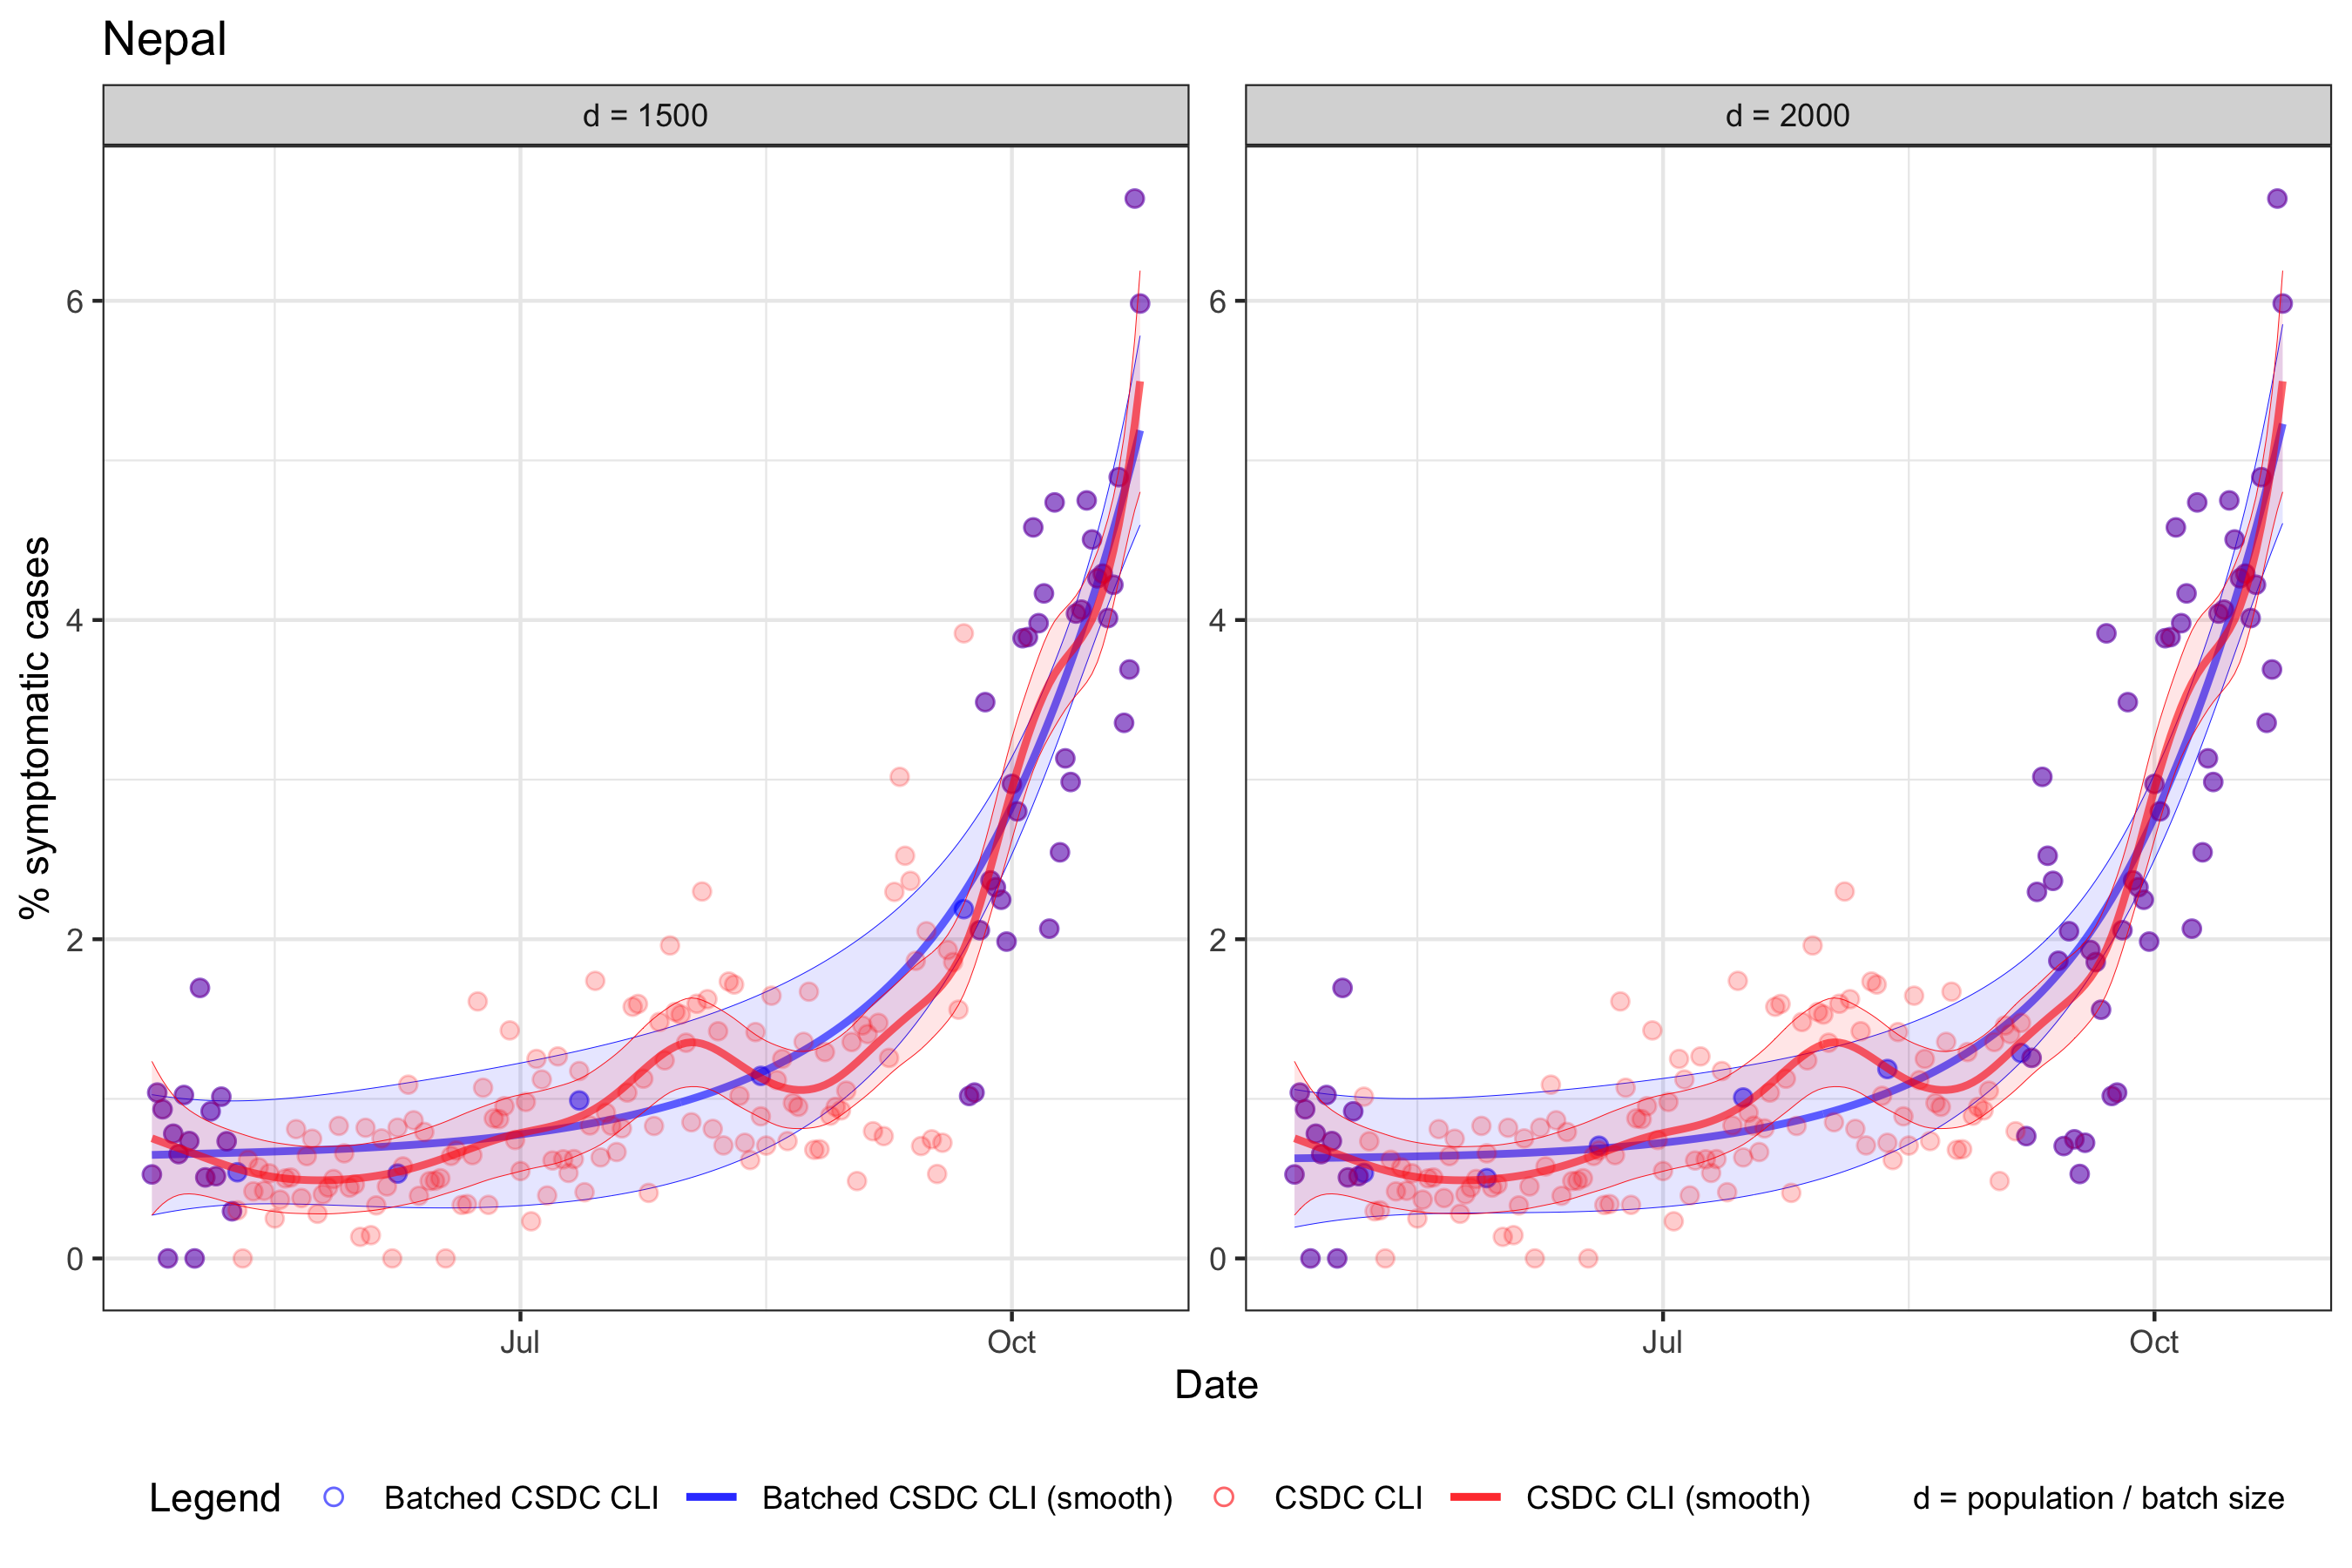 Nepal
d = 1500
d = 2000
% symptomatic cases
6
4
2
0
6
4
2
0
Jul
Oct
Jul
Oct
Date
Legend
Batched CSDC CLI
Batched CSDC CLI (smooth)
CSDC CLI
CSDC CLI (smooth)
d = population / batch size